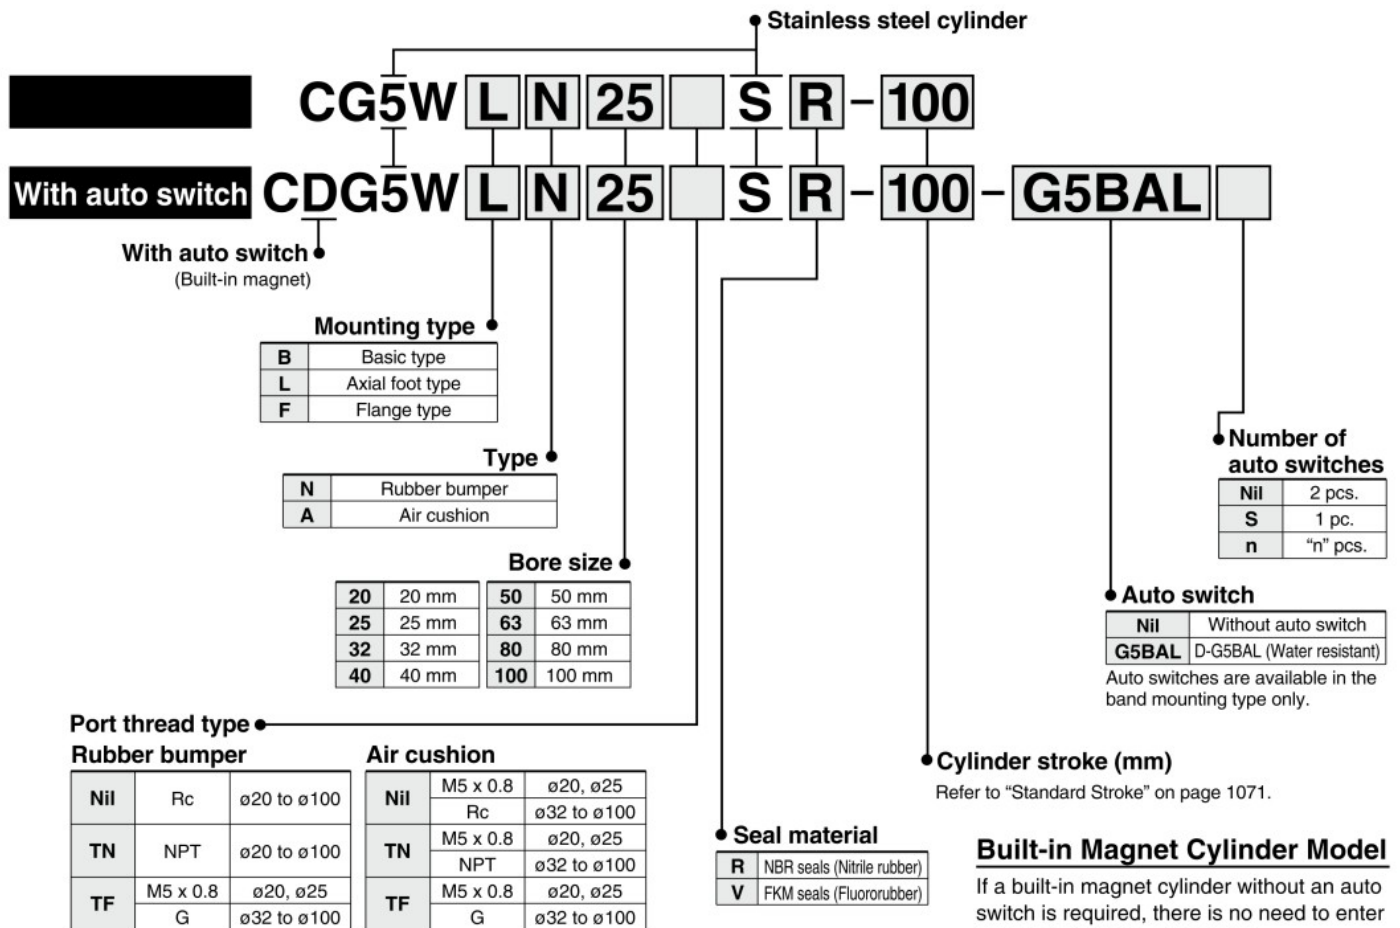 Stainless steel cylinder
CG5W L N 25 S R - 100
With auto switch CDG5W L N 25 S R - 100 - G5BAL
With auto switch
(Built-in magnet)
Mounting type
B Basic type
L Axial foot type
F Flange type
Type
N Rubber bumper
A Air cushion
Bore size
20 20 mm 50 50 mm
25 25 mm 63 63 mm
32 32 mm 80 80 mm
40 40 mm 100 100 mm
Number of
auto switches
Nil 2 pcs.
S 1 pc.
n “n” pcs.
Auto switch
Nil Without auto switch
G5BAL D-G5BAL (Water resistant)
Auto switches are available in the
band mounting type only.
Port thread type
Rubber bumper
Nil Rc ø20 to ø100
TN NPT ø20 to ø100
TF M5 x 0.8 ø20, ø25
G ø32 to ø100
Air cushion
Nil M5 x 0.8 ø20, ø25
Rc ø32 to ø100
TN M5 x 0.8 ø20, ø25
NPT ø32 to ø100
TF M5 x 0.8 ø20, ø25
G ø32 to ø100
Cylinder stroke (mm)
Refer to “Standard Stroke” on page 1071.
Seal material
R NBR seals (Nitrile rubber)
V FKM seals (Fluororubber)
Built-in Magnet Cylinder Model
If a built-in magnet cylinder without an auto
switch is required, there is no need to enter